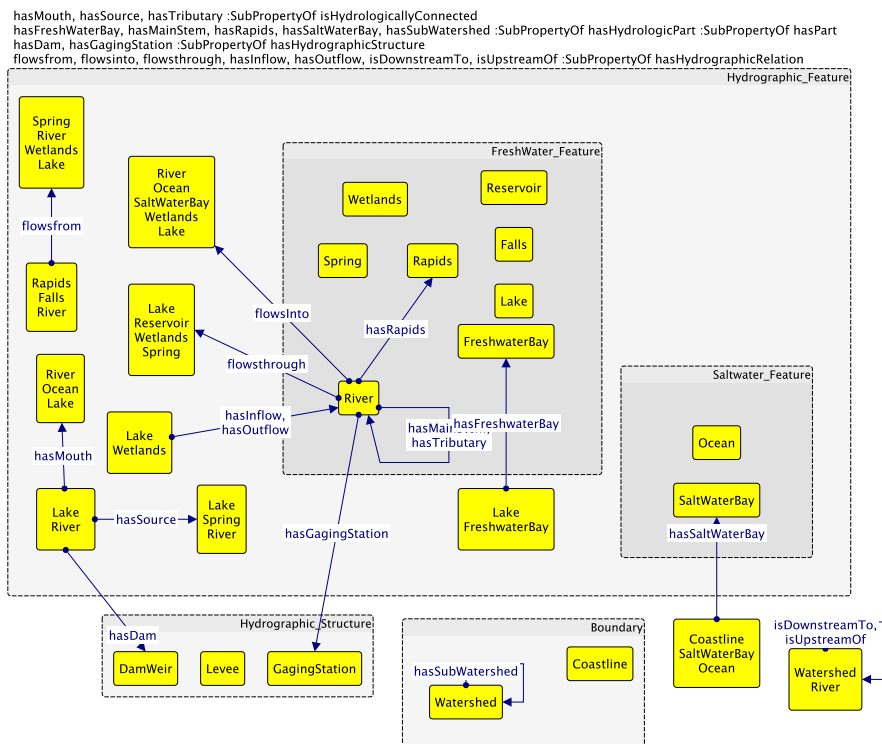 hasMouth, hasSource, hasTributary :SubPropertyOf isHydrologicallyConnected
hasFreshWaterBay, hasMainStem, hasRapids, hasSaltWaterBay, hasSubWatershed :SubPropertyOf hasHydrologicPart :SubPropertyOf hasPart
hasDam, hasGagingStation :SubPropertyOf hasHydrographicStructure
flowsfrom, flowsinto, flowsthrough, hasInflow, hasOutflow, isDownstreamTo, isUpstreamOf :SubPropertyOf hasHydrographicRelation
Hydrographic_Feature
Spring
River
Wetlands
Lake
flowsfrom
Rapids
Falls
River
River
Ocean
SaltWaterBay
Wetlands
Lake
flowsInto
Lake
Reservoir
Wetlands
Spring
flowsthrough
FreshWater_Feature
Wetlands
Reservoir
Spring
Rapids
Falls
Lake
FreshwaterBay
hasRapids
River
hasTributary
hasFreshwaterBay
River
Ocean
Lake
hasMouth
Lake
Wetlands
hasInflow,
hasOutflow
Lake
River
hasSource
Lake
Spring
River
hasGagingStation
Lake
FreshwaterBay
Saltwater_Feature
Ocean
SaltWaterBay
hasSaltWaterBay
Coastline
SaltWaterBay
Ocean
hasDam
Hydrographic_Structure
DamWeir
Levee
GagingStation
Boundary
Coastline
hasSubWatershed
Watershed
isDownstreamTo,
isUpstreamOf
Watershed
River